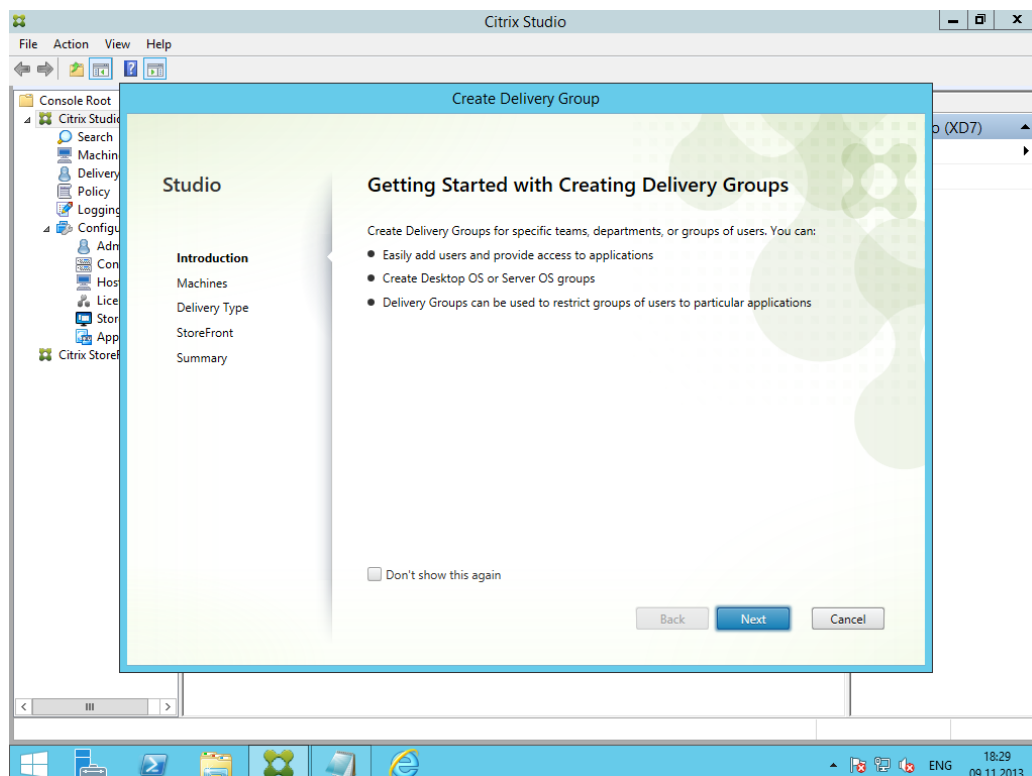 Citrix Studio
File Action View Help
Console Root
Citrix Studio
Search
Machin
Delivery
Policy
Logging
Configu
Adm
Con
Hos
Lice
Stor
App
Citrix StoreF
o (XD7)
Create Delivery Group
Studio
Introduction
Machines
Delivery Type
StoreFront
Summary
Getting Started with Creating Delivery Groups
Create Delivery Groups for specific teams, departments, or groups of users. You can:
Easily add users and provide access to applications
Create Desktop OS or Server OS groups
Delivery Groups can be used to restrict groups of users to particular applications
Don't show this again
Back Next Cancel
ENG
18:29
09.11.2013